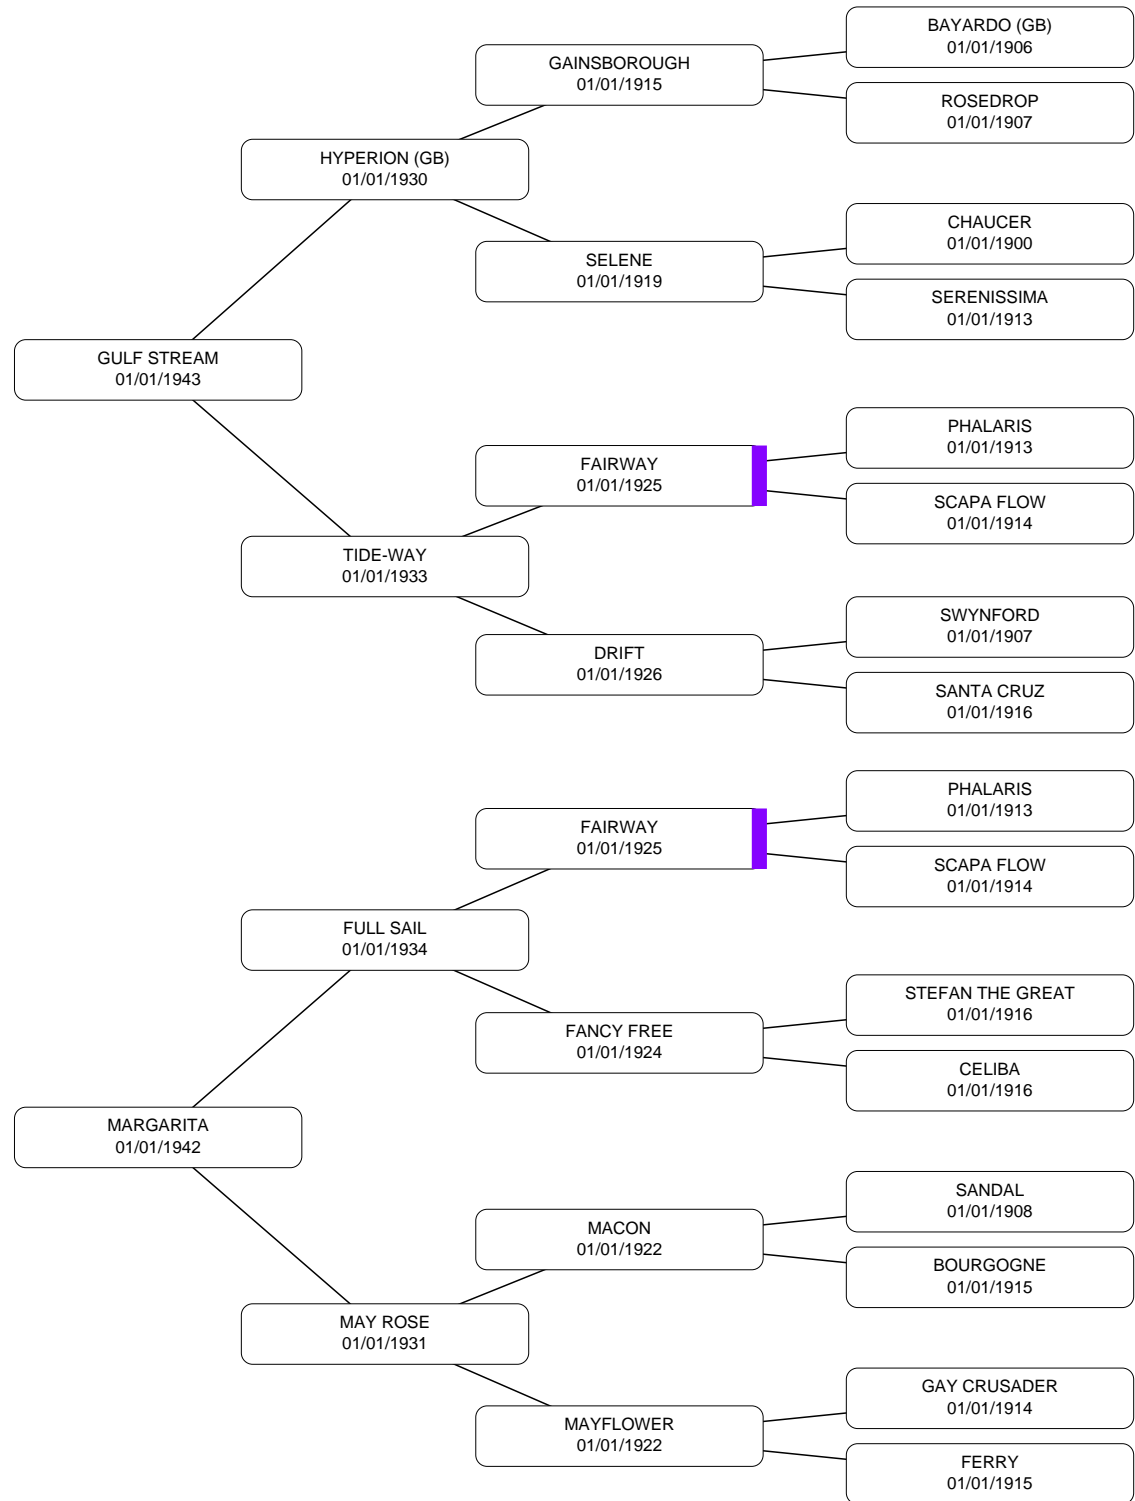 BAYARDO (GB)
01/01/1906
GAINSBOROUGH
01/01/1915
ROSEDROP
01/01/1907
HYPERION (GB)
01/01/1930
CHAUCER
01/01/1900
SELENE
01/01/1919
SERENISSIMA
01/01/1913
GULF STREAM
01/01/1943
PHALARIS
01/01/1913
FAIRWAY
01/01/1925
SCAPA FLOW
01/01/1914
TIDE-WAY
01/01/1933
SWYNFORD
01/01/1907
DRIFT
01/01/1926
SANTA CRUZ
01/01/1916
PHALARIS
01/01/1913
FAIRWAY
01/01/1925
SCAPA FLOW
01/01/1914
FULL SAIL
01/01/1934
STEFAN THE GREAT
01/01/1916
FANCY FREE
01/01/1924
CELIBA
01/01/1916
MARGARITA
01/01/1942
SANDAL
01/01/1908
MACON
01/01/1922
BOURGOGNE
01/01/1915
MAY ROSE
01/01/1931
GAY CRUSADER
01/01/1914
MAYFLOWER
01/01/1922
FERRY
01/01/1915